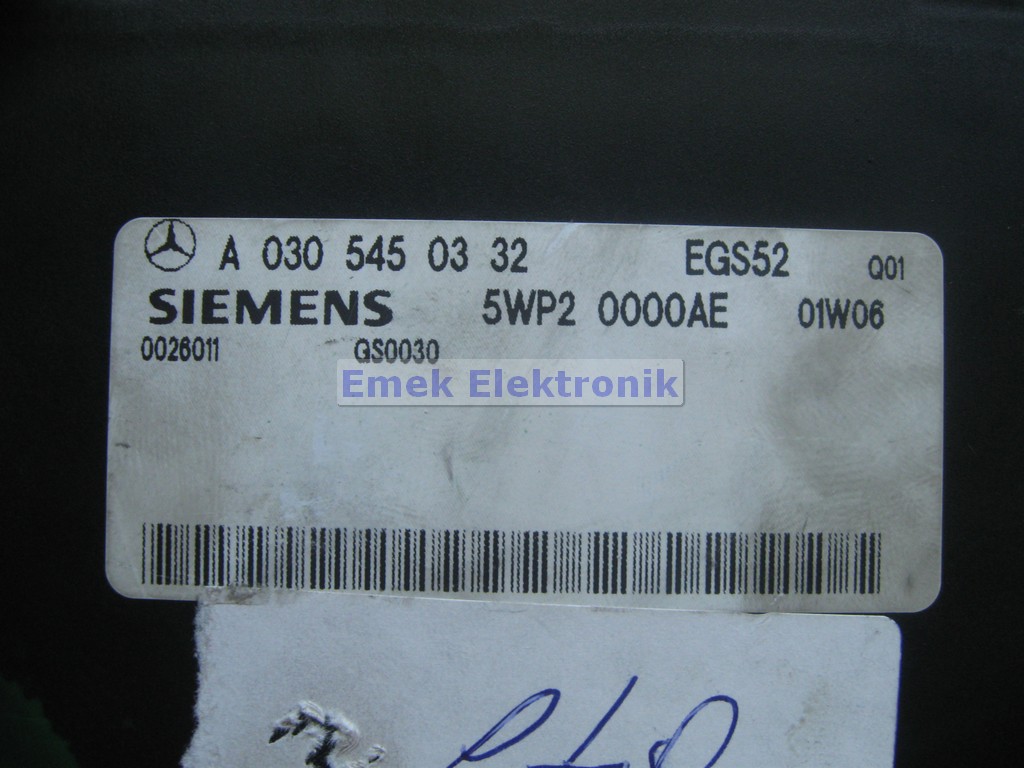 A 030 545 03 32 EGS52 Q01
SIEMENS 5WP2 0000AE 01W06
0026011 GS0030
Emek Elektronik